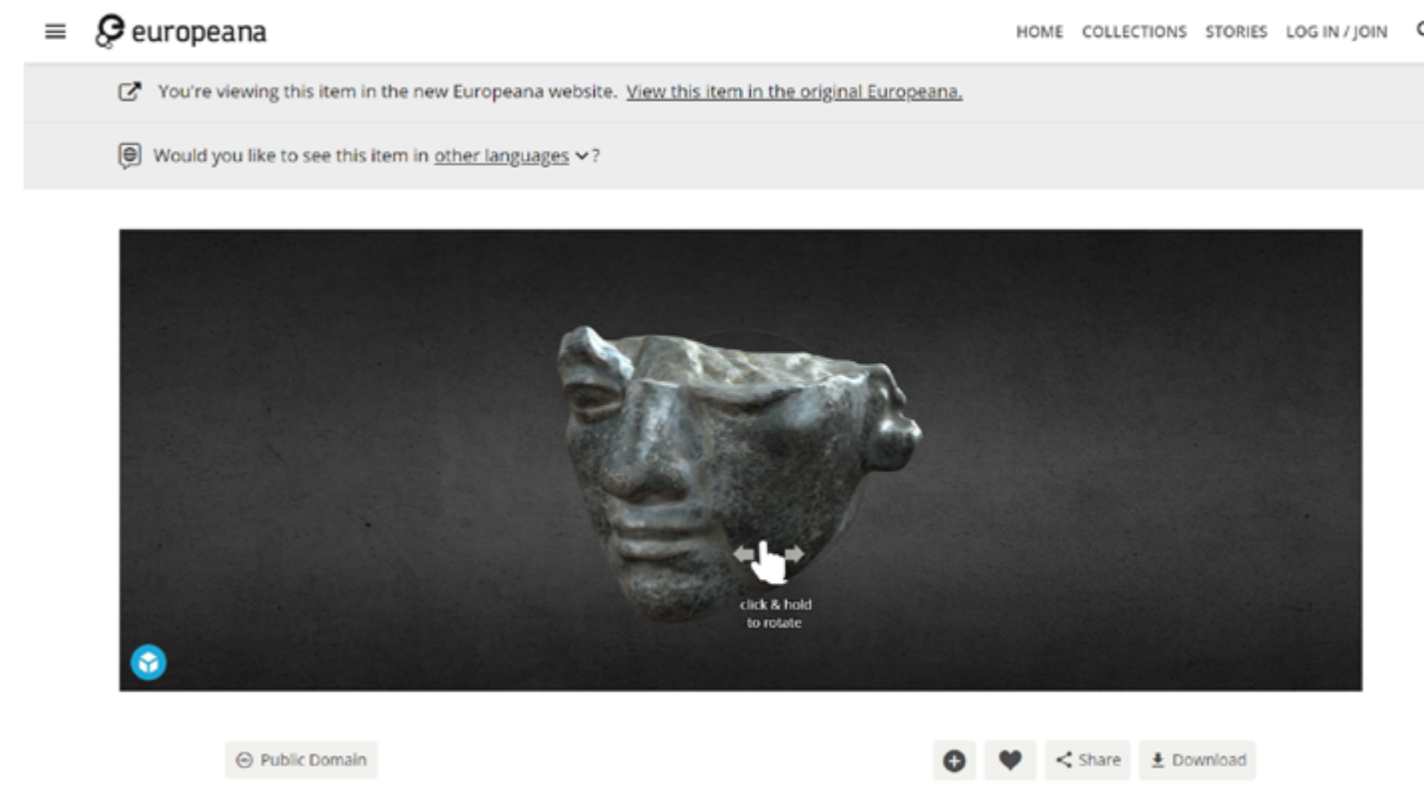 europeana
HOME COLLECTIONS STORIES LOG IN / JOIN
You're viewing this item in the new Europeana website. View this item in the original Europeana.
Would you like to see this item in other languages ?
click & hold
to rotate
Public Domain
Share
Download